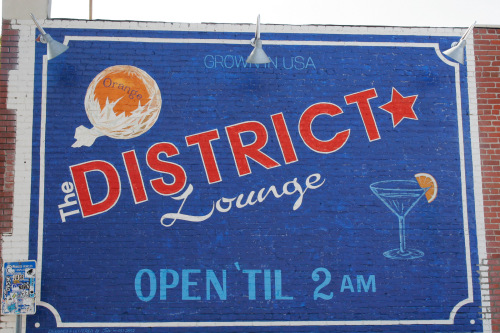 GROWN IN USA
Orange
The DISTRICT
Lounge
OPEN 'TIL 2 AM